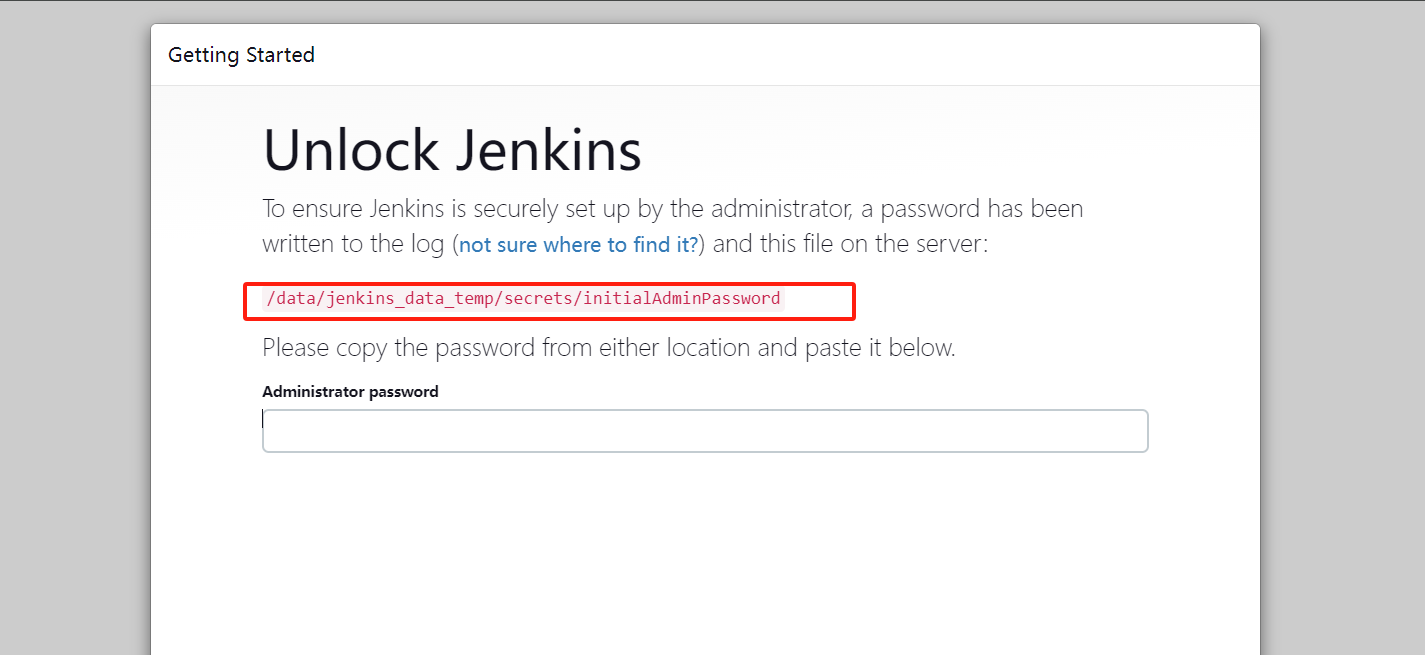 Getting Started
Unlock Jenkins
To ensure Jenkins is securely set up by the administrator, a password has been
written to the log (not sure where to find it?) and this file on the server:
/data/jenkins_data_temp/secrets/initialAdminPassword
Please copy the password from either location and paste it below.
Administrator password